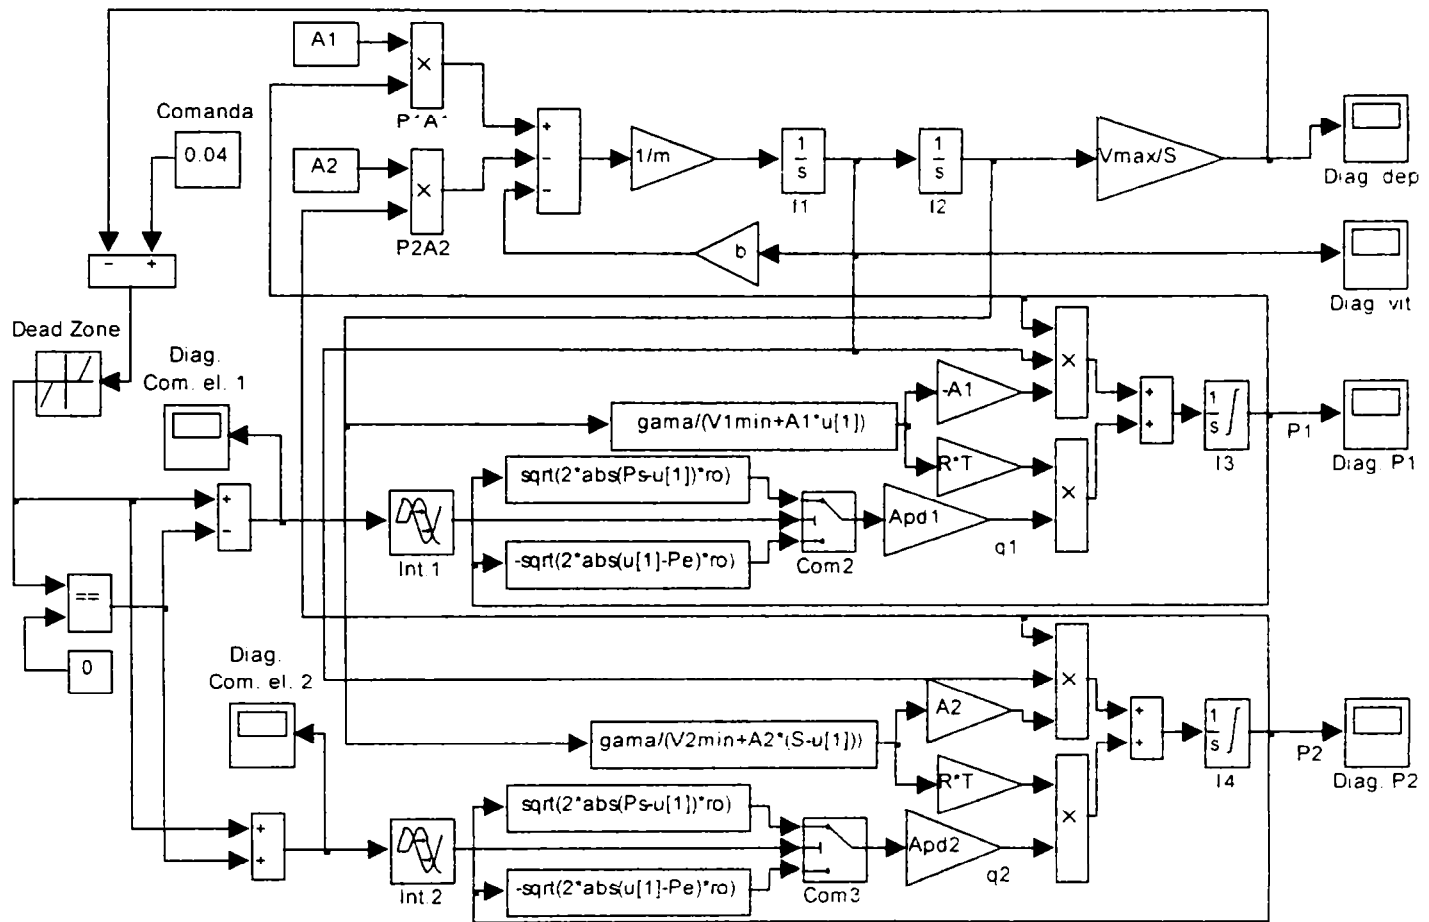 A1
×
P1A1
Comanda
0.04
A2
×
P2A2
+
−
−
1/m
1
s
I1
1
s
I2
Vmax/S
Diag dep
− +
b
Diag vit
Dead Zone
Diag.
Com. el. 1
×
-A1
gama/(V1min+A1*u[1])
R*T
+
+
1
s
I3
P1
Diag. P1
sqrt(2*abs(Ps-u[1])*ro)
+
−
Int.1
Com2
Apd1
q1
×
-sqrt(2*abs(u[1]-Pe)*ro)
==
0
Diag.
Com. el. 2
×
A2
gama/(V2min+A2*(S-u[1]))
R*T
+
+
1
s
I4
P2
Diag. P2
sqrt(2*abs(Ps-u[1])*ro)
+
+
Int.2
Com3
Apd2
q2
×
-sqrt(2*abs(u[1]-Pe)*ro)